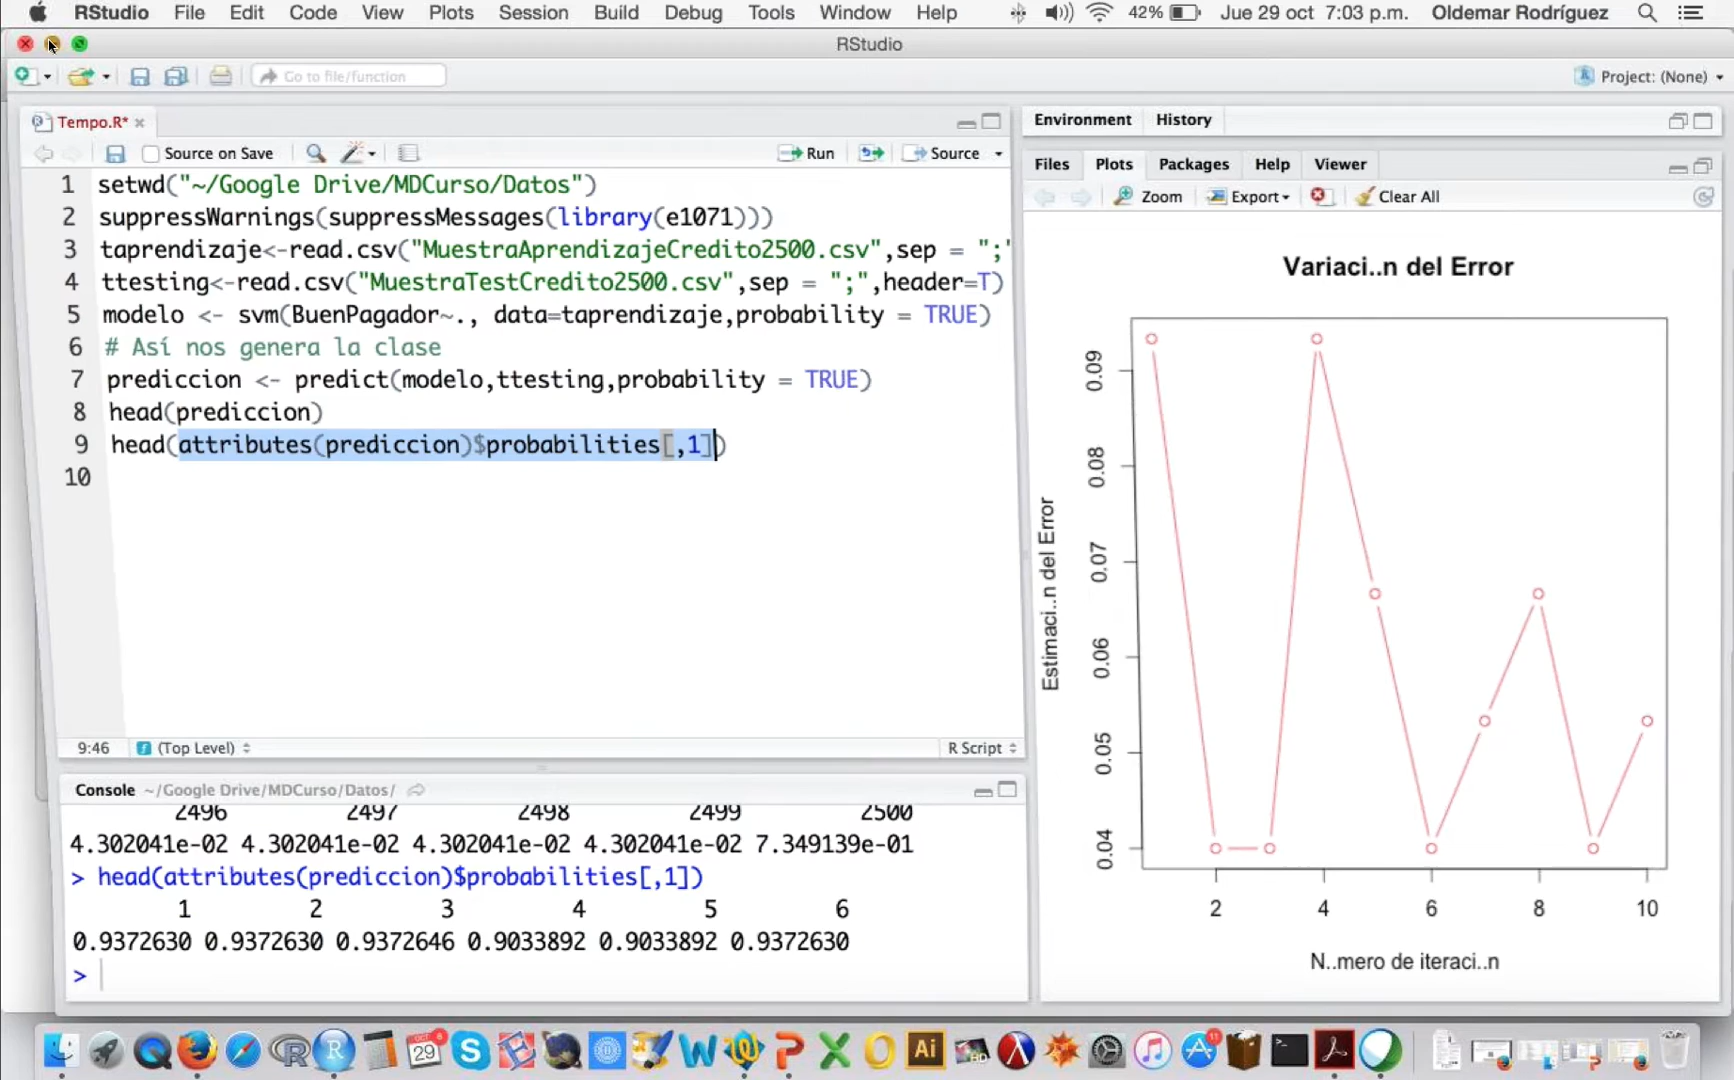 RStudio File Edit Code View Plots Session Build Debug Tools Window Help 42% Jue 29 oct 7:03 p.m. Oldemar Rodríguez
RStudio
Go to file/function Project: (None)
Tempo.R*
Source on Save Run Source
1 setwd("~/Google Drive/MDCurso/Datos")
2 suppressWarnings(suppressMessages(library(e1071)))
3 taprendizaje<-read.csv("MuestraAprendizajeCredito2500.csv",sep = ";"
4 ttesting<-read.csv("MuestraTestCredito2500.csv",sep = ";",header=T)
5 modelo <- svm(BuenPagador~., data=taprendizaje,probability = TRUE)
6 # Así nos genera la clase
7 prediccion <- predict(modelo,ttesting,probability = TRUE)
8 head(prediccion)
9 head(attributes(prediccion)$probabilities[,1])
10
9:46 (Top Level) R Script
Console ~/Google Drive/MDCurso/Datos/
2496 2497 2498 2499 2500
4.302041e-02 4.302041e-02 4.302041e-02 4.302041e-02 7.349139e-01
> head(attributes(prediccion)$probabilities[,1])
1 2 3 4 5 6
0.9372630 0.9372630 0.9372646 0.9033892 0.9033892 0.9372630
>
Environment History
Files Plots Packages Help Viewer
Zoom Export Clear All
Variaci..n del Error
Estimaci..n del Error
0.09
0.08
0.07
0.06
0.05
0.04
2 4 6 8 10
N..mero de iteraci..n
29
Ai
11